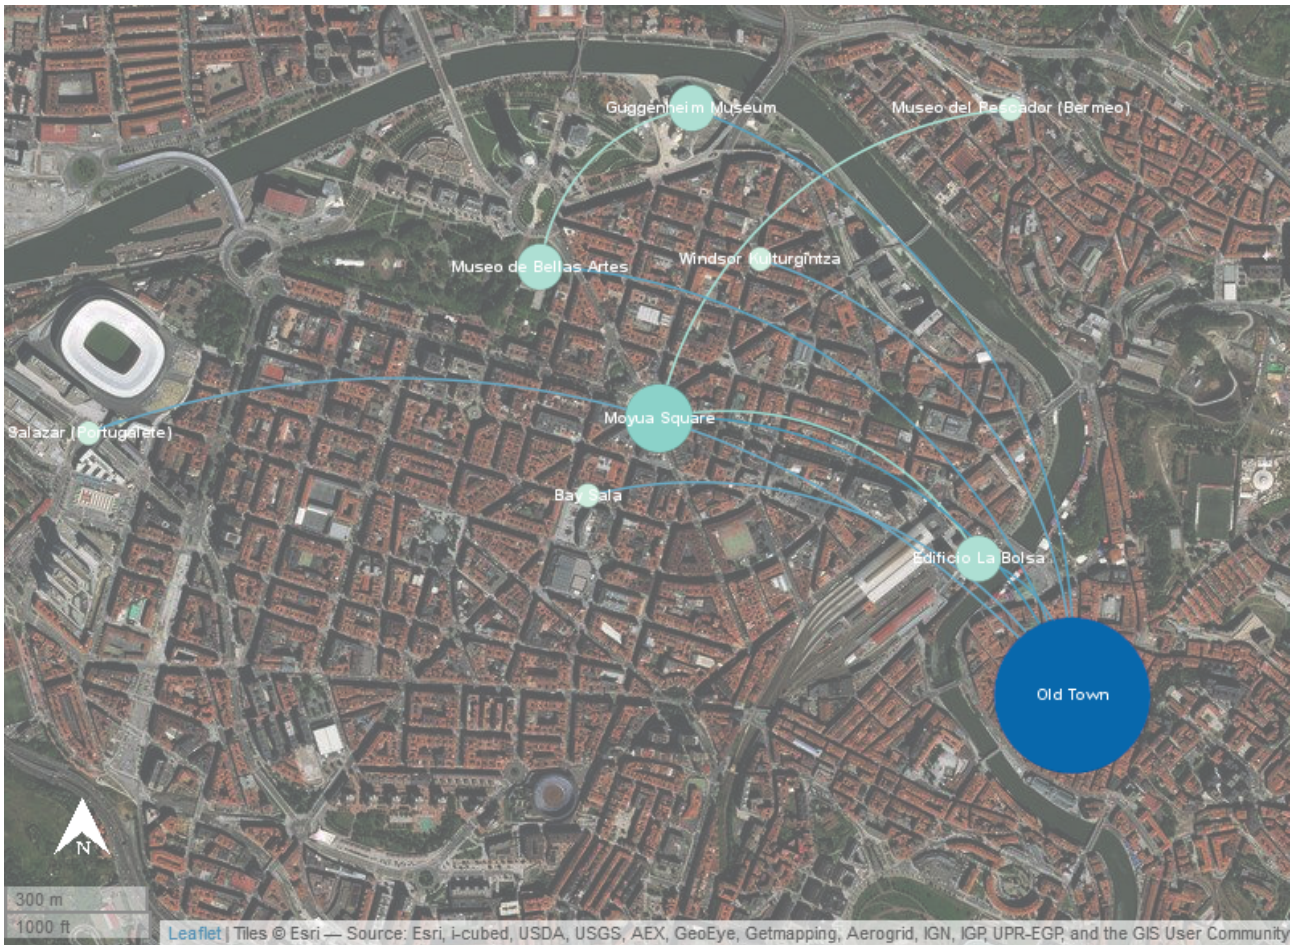 Guggenheim Museum
Museo del Pescador (Bermeo)
Museo de Bellas Artes
Windsor Kulturgintza
Moyua Square
Salazar (Portugalete)
Bay Sala
Edificio La Bolsa
Old Town
N
300 m
1000 ft
Leaflet | Tiles © Esri — Source: Esri, i-cubed, USDA, USGS, AEX, GeoEye, Getmapping, Aerogrid, IGN, IGP, UPR-EGP, and the GIS User Community